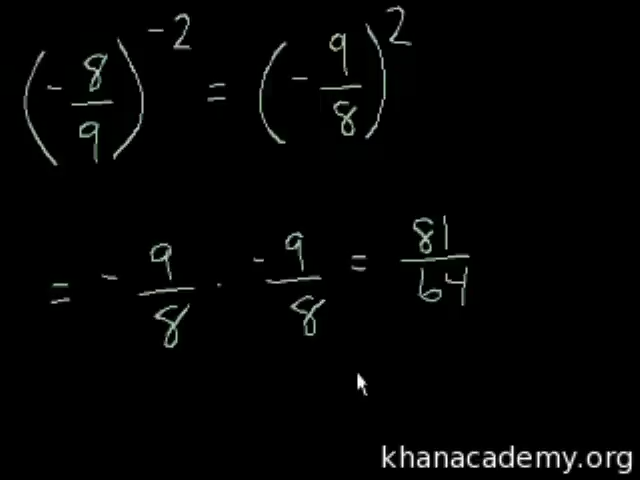 (-8/9)^-2 = (-9/8)^2
= -9/8 · -9/8 = 81/64
khanacademy.org